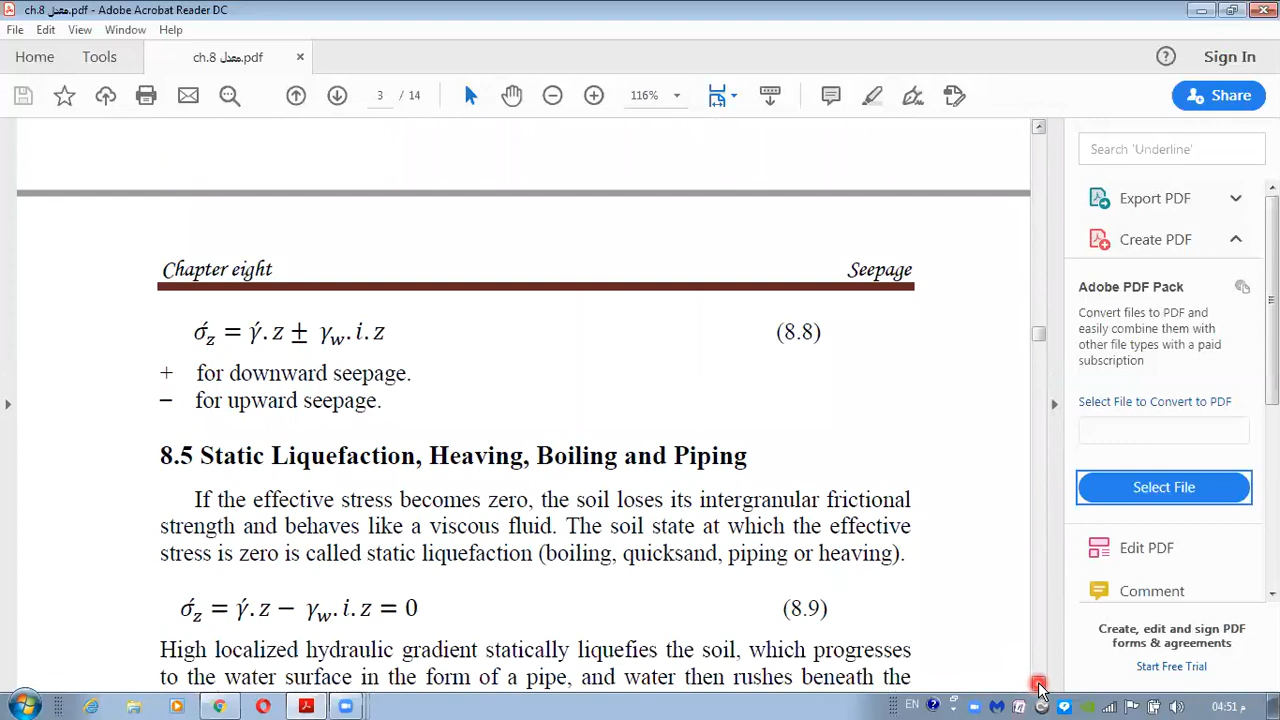 ch.8 معدل.pdf - Adobe Acrobat Reader DC
File Edit View Window Help
Home Tools ch.8 معدل.pdf × ? Sign In
3 / 14 116% Share
Chapter eight Seepage
σ́z = γ́.z ± γw.i.z (8.8)
+ for downward seepage.
− for upward seepage.
8.5 Static Liquefaction, Heaving, Boiling and Piping
If the effective stress becomes zero, the soil loses its intergranular frictional
strength and behaves like a viscous fluid. The soil state at which the effective
stress is zero is called static liquefaction (boiling, quicksand, piping or heaving).
σ́z = γ́.z − γw.i.z = 0 (8.9)
High localized hydraulic gradient statically liquefies the soil, which progresses
to the water surface in the form of a pipe, and water then rushes beneath the
Search 'Underline'
Export PDF
Create PDF
Adobe PDF Pack
Convert files to PDF and
easily combine them with
other file types with a paid
subscription
Select File to Convert to PDF
Select File
Edit PDF
Comment
Create, edit and sign PDF
forms & agreements
Start Free Trial
EN 04:51 م